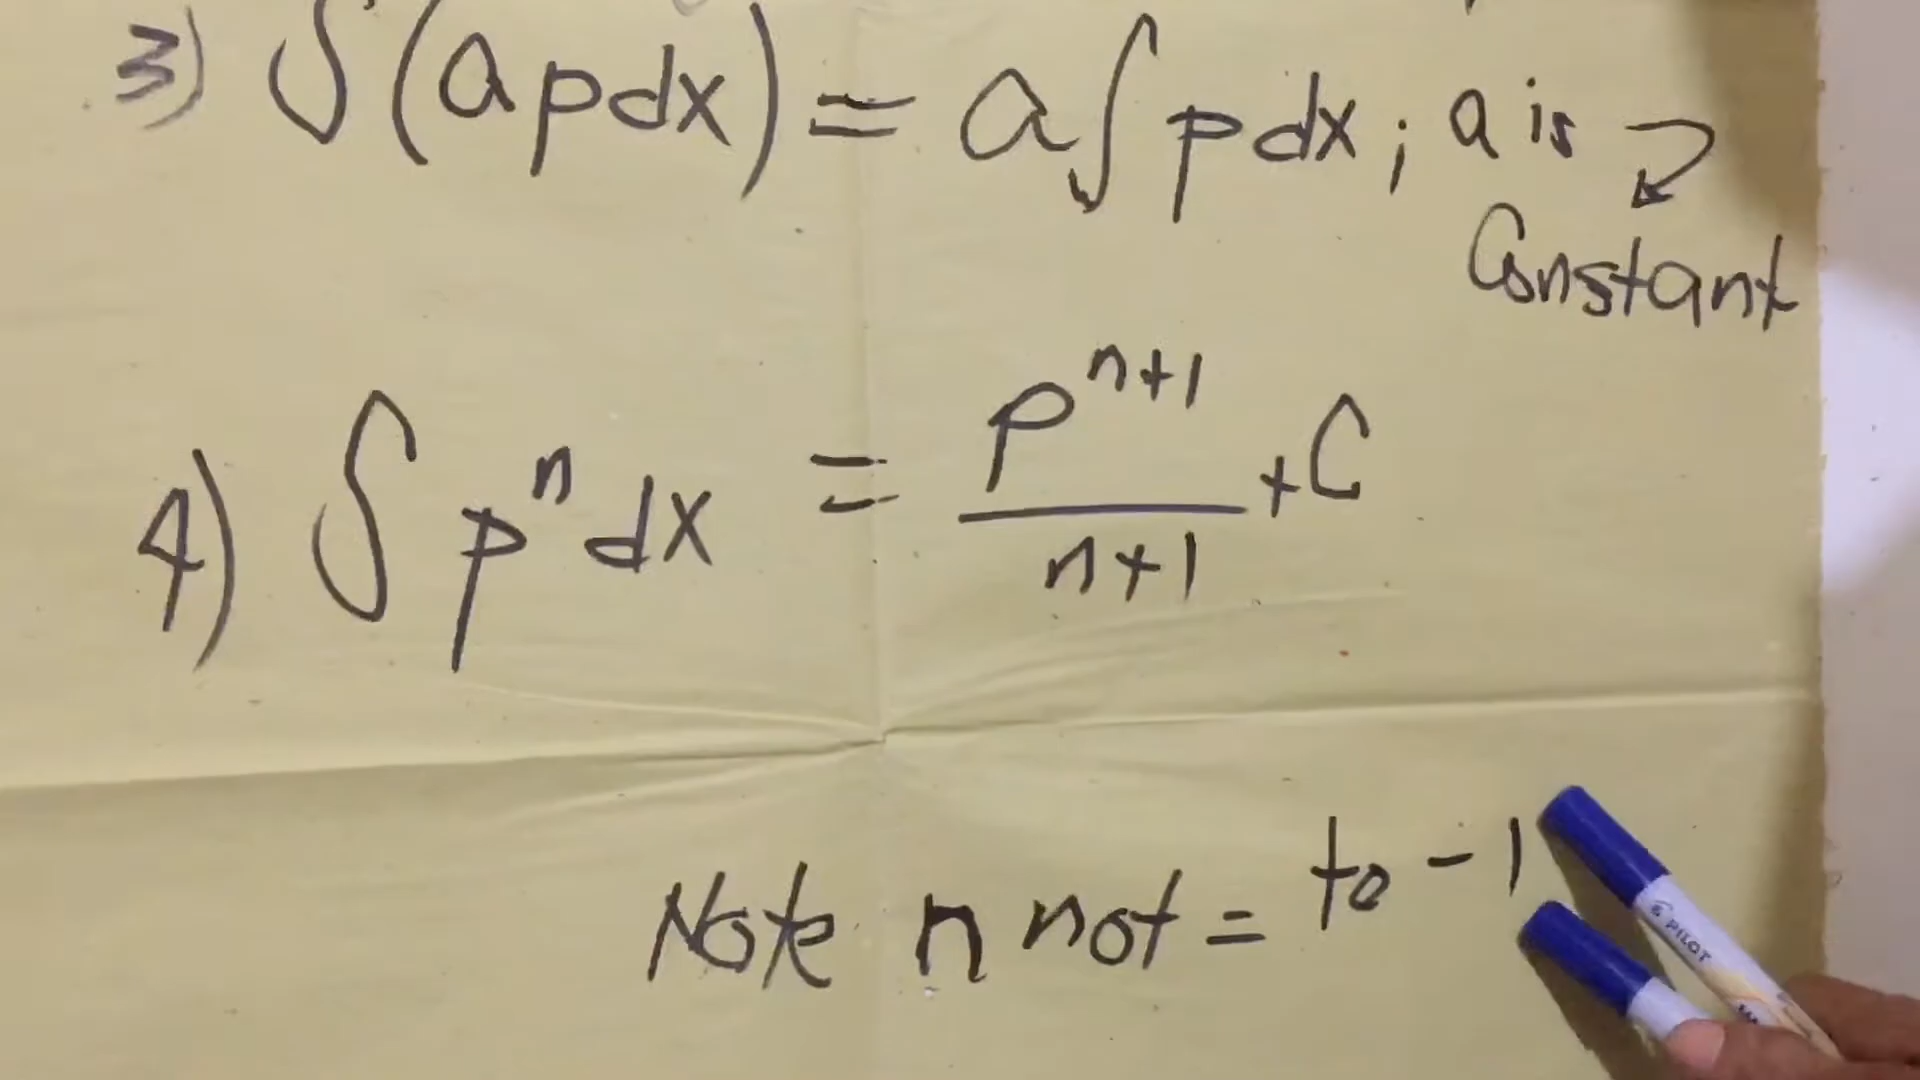 3) ∫(apdx) = a∫pdx; a is
Constant
4) ∫pⁿdx = pⁿ⁺¹/n+1 + C
Note n not = to -1
PILOT